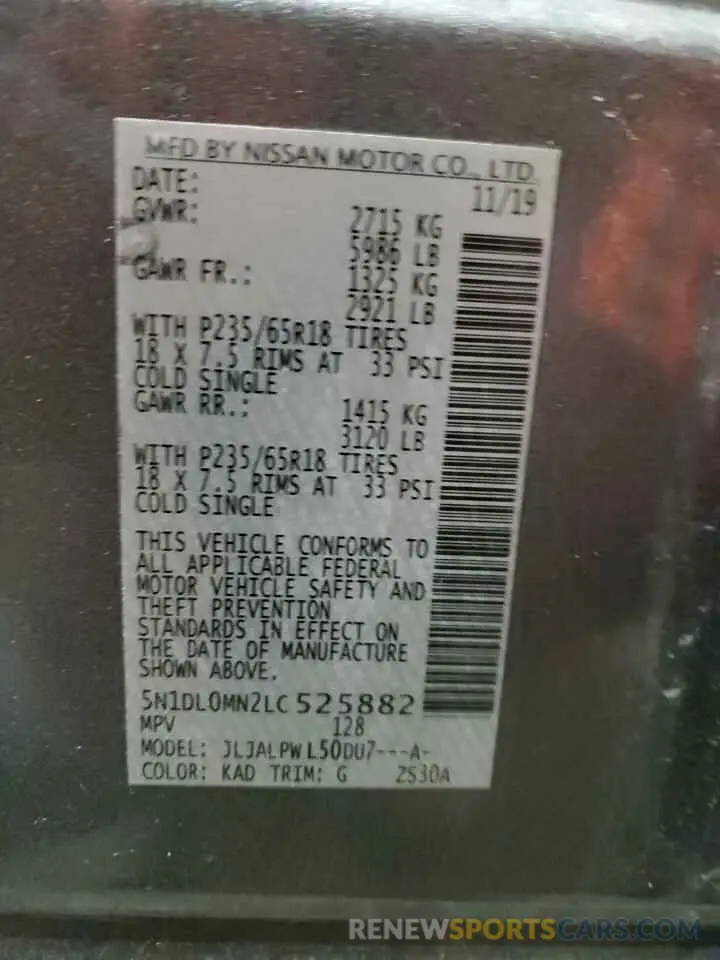 MFD BY NISSAN MOTOR CO., LTD.
DATE: 11/19
GVWR: 2715 KG
5986 LB
GAWR FR.: 1325 KG
2921 LB
WITH P235/65R18 TIRES
18 X 7.5 RIMS AT 33 PSI
COLD SINGLE
GAWR RR.: 1415 KG
3120 LB
WITH P235/65R18 TIRES
18 X 7.5 RIMS AT 33 PSI
COLD SINGLE
THIS VEHICLE CONFORMS TO
ALL APPLICABLE FEDERAL
MOTOR VEHICLE SAFETY AND
THEFT PREVENTION
STANDARDS IN EFFECT ON
THE DATE OF MANUFACTURE
SHOWN ABOVE.
5N1DL0MN2LC525882
MPV 128
MODEL: JLJALPWL50DU7---A-
COLOR: KAD TRIM: G ZS30A
RENEWSPORTSCARS.COM